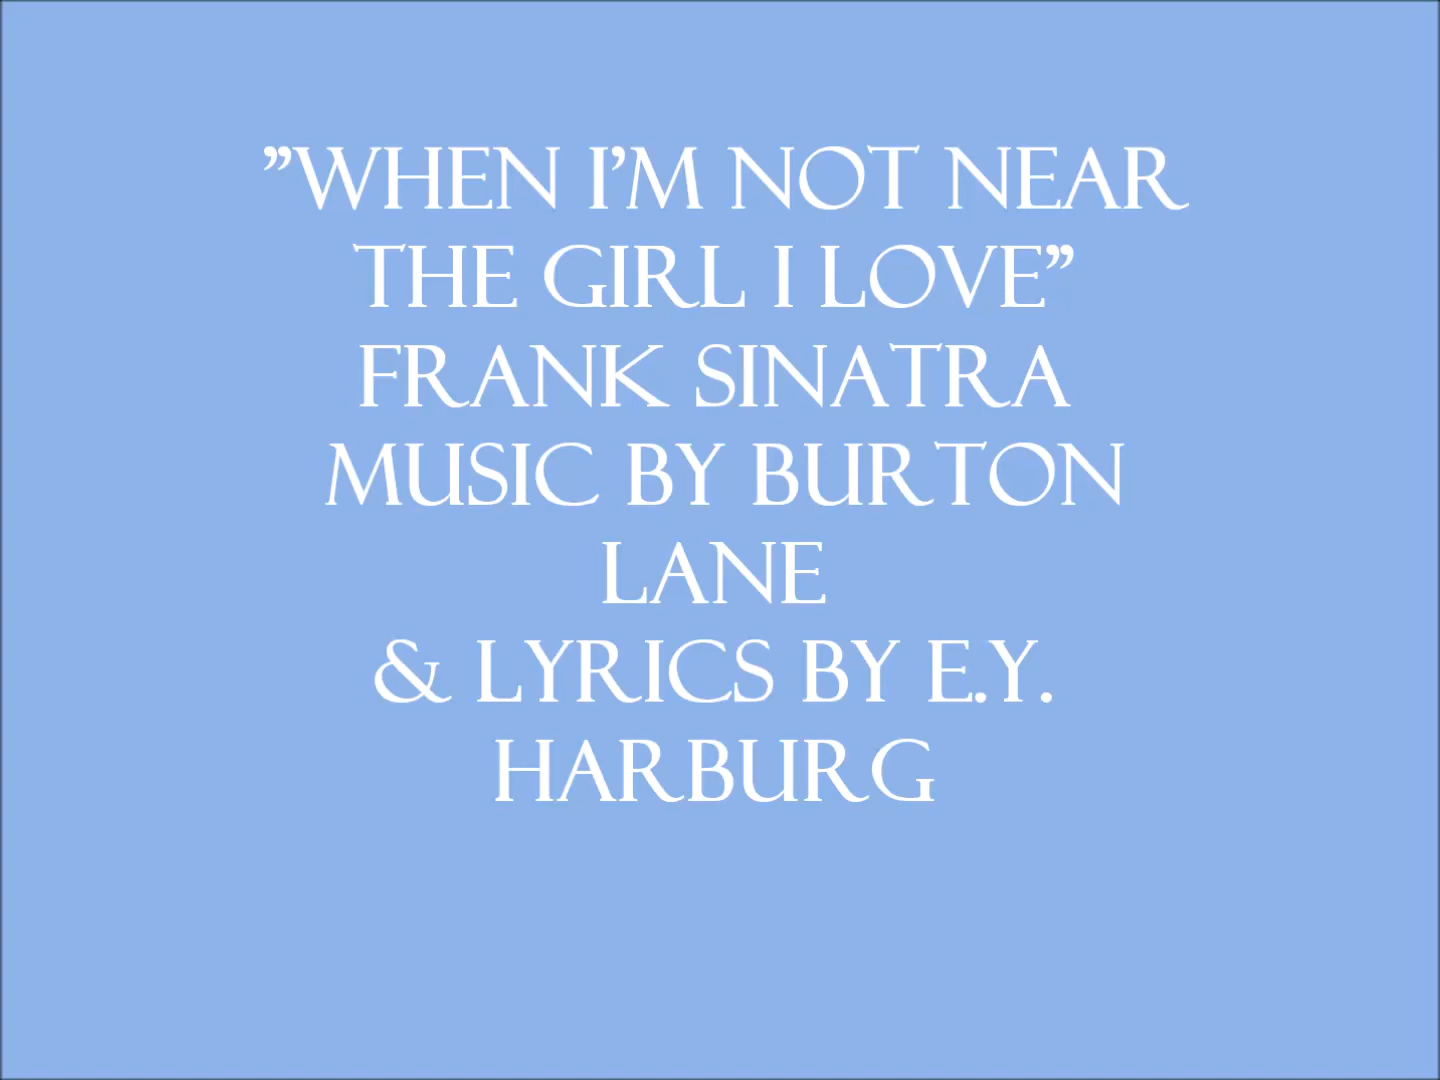 ”WHEN I’M NOT NEAR
THE GIRL I LOVE”
FRANK SINATRA
MUSIC BY BURTON
LANE
& LYRICS BY E.Y.
HARBURG